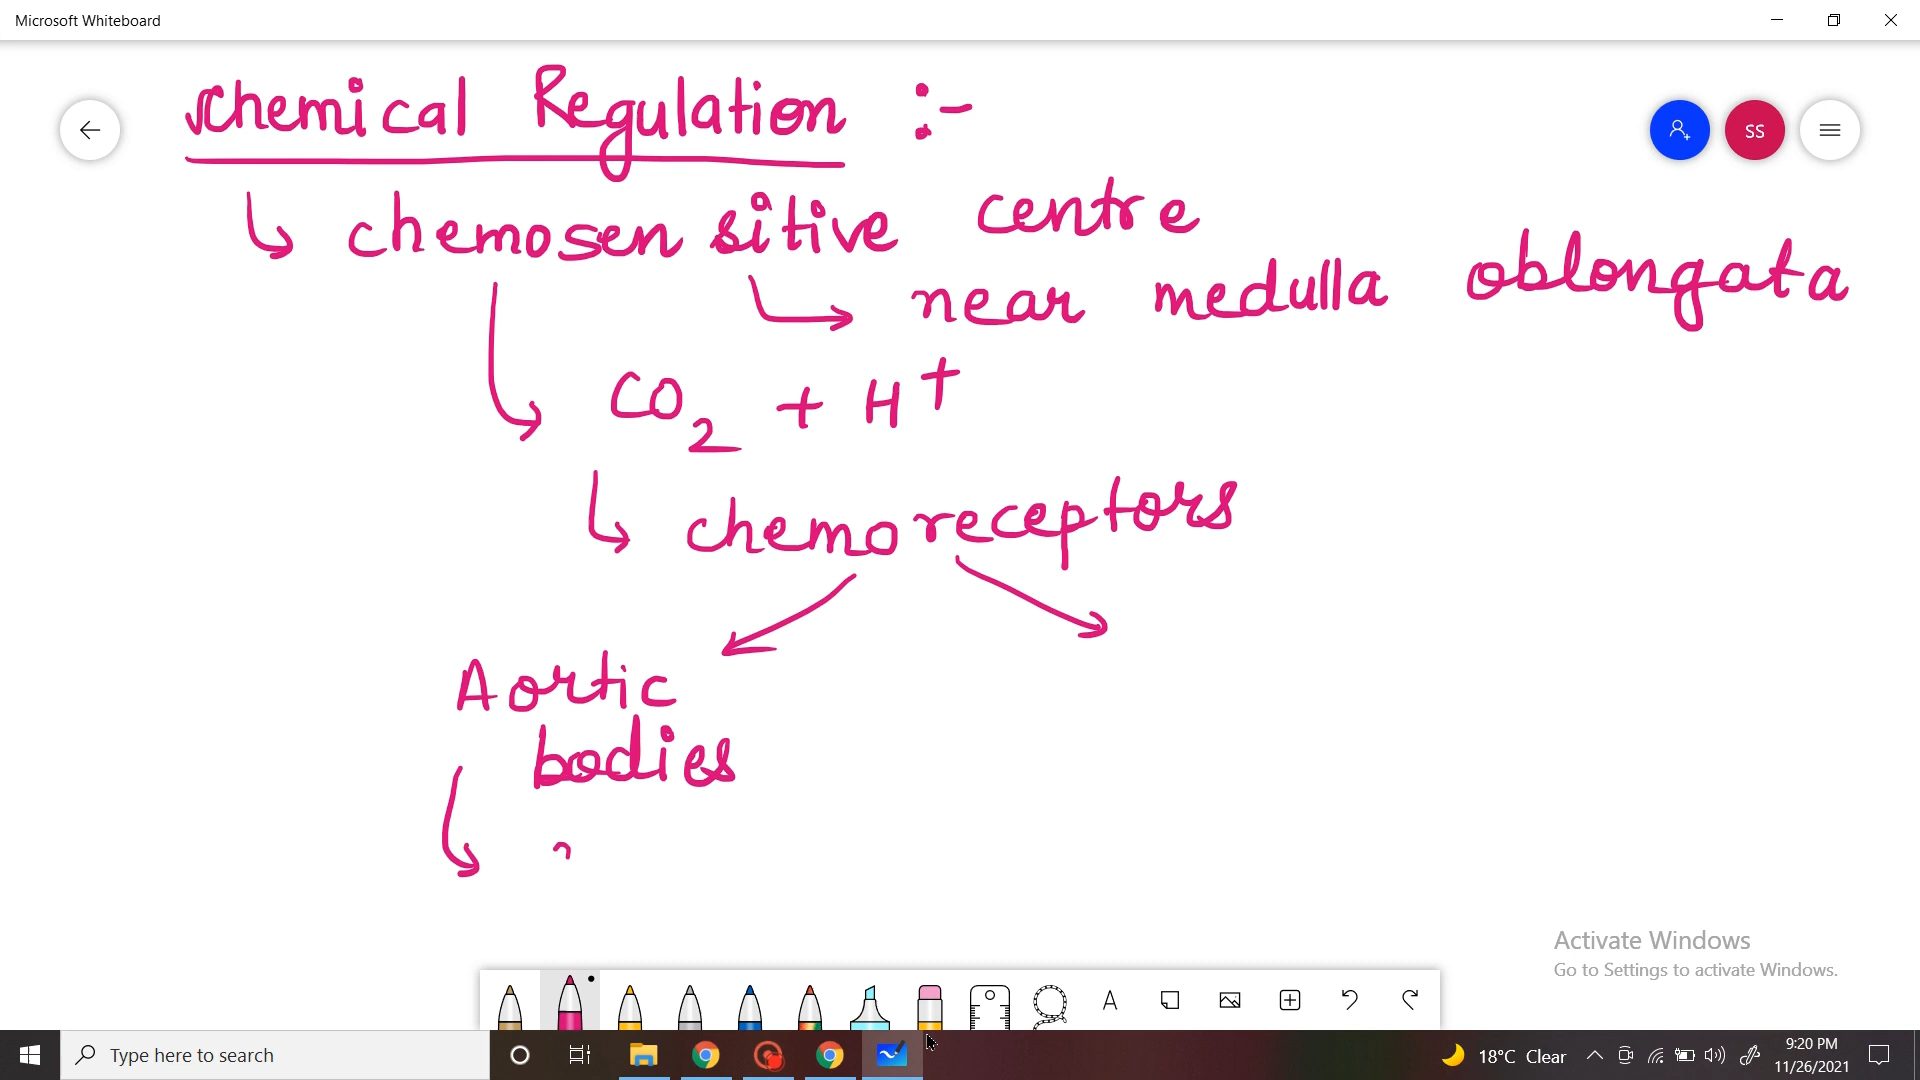 Microsoft Whiteboard
Chemical Regulation :-
SS
chemosensitive centre
near medulla oblongata
CO2 + H+
chemoreceptors
Aortic
bodies
Activate Windows
Go to Settings to activate Windows.
A
Type here to search
18°C Clear
9:20 PM
11/26/2021